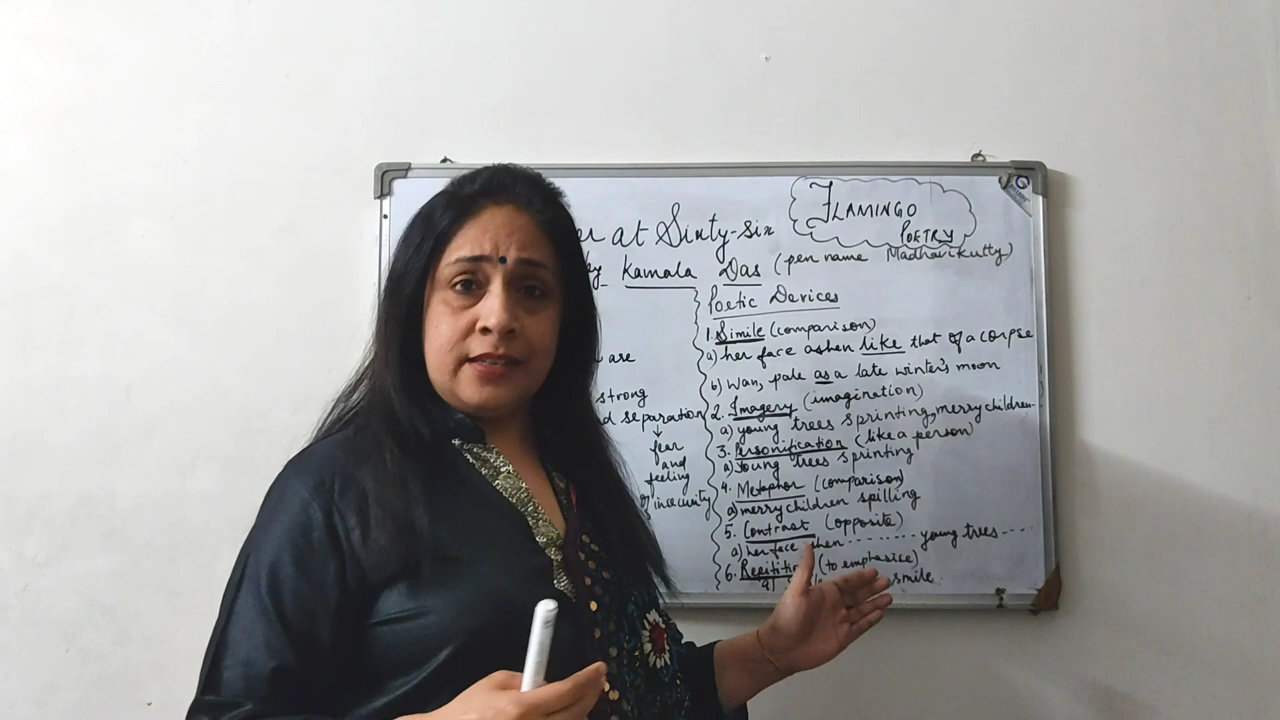 FLAMINGO
POETRY
at Sixty-six
by Kamala Das (pen name Madhavikutty)
Poetic Devices
1. Simile (comparison)
a) her face ashen like that of a corpse
b) wan, pale as a late winter's moon
2. Imagery (imagination)
a) young trees sprinting, merry children--
3. Personification (like a person)
a) Young trees sprinting
4. Metaphor (comparison)
a) merry children spilling
5. Contrast (opposite)
a) her face ashen -------- young trees ----
6. (to emphasise)
a) smile.
are
strong
separation
↓
fear
and
feeling
of insecurity